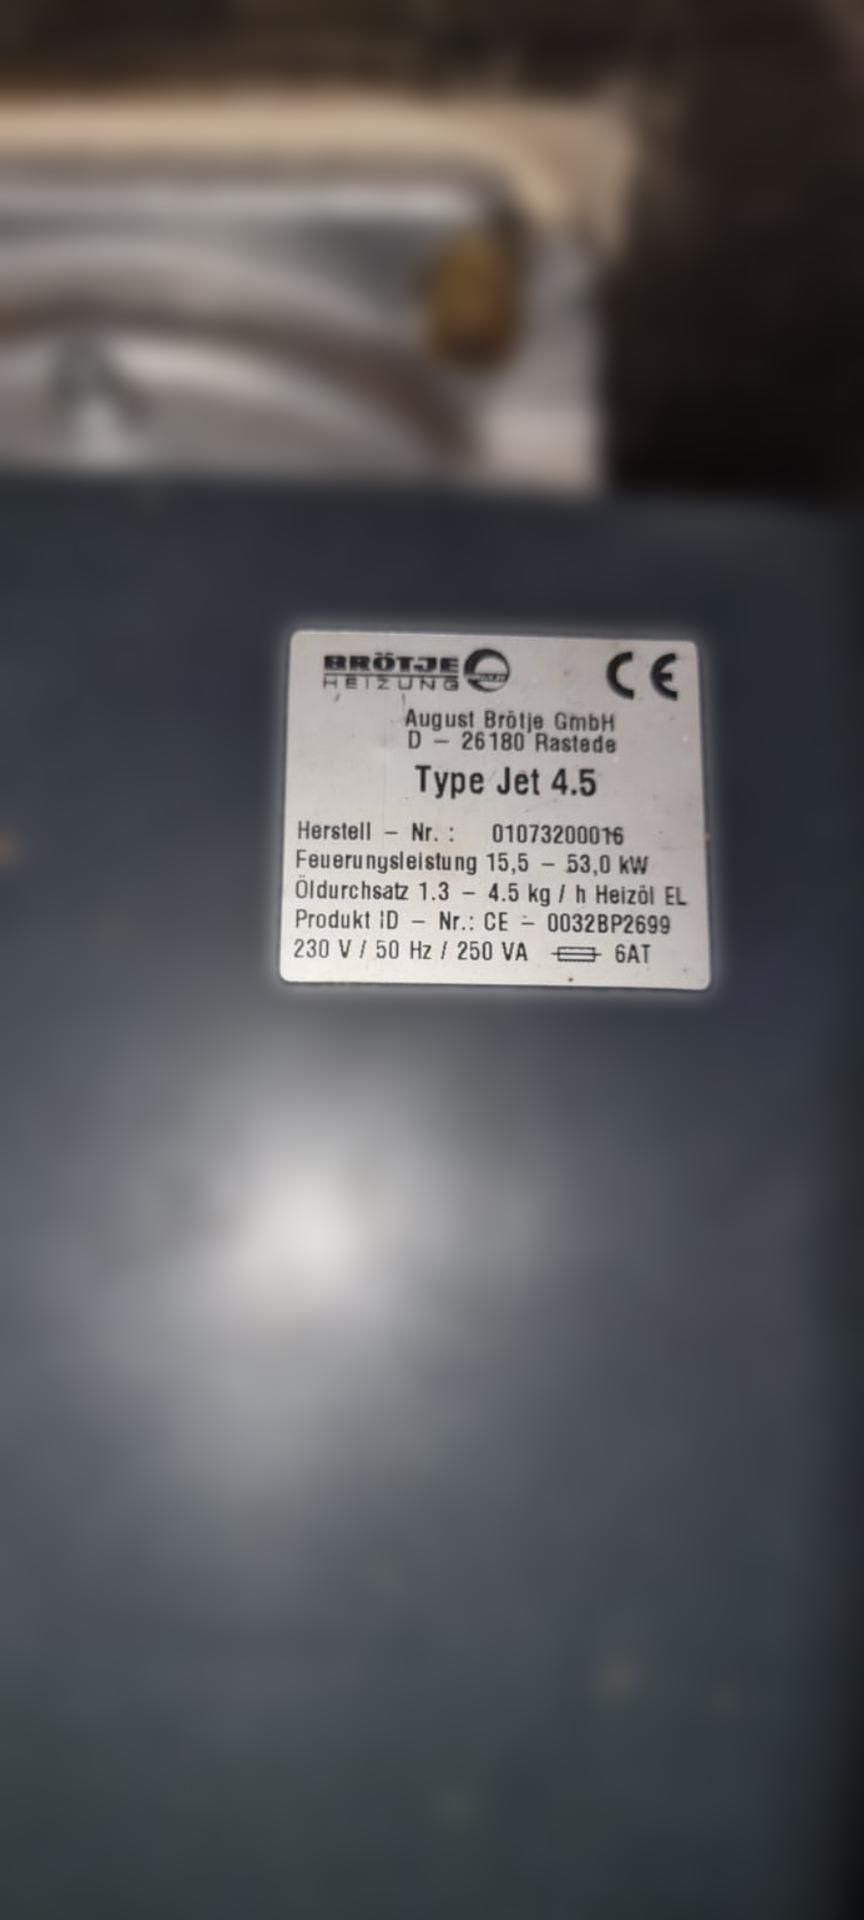 BRÖTJE
HEIZUNG
CE
August Brötje GmbH
D – 26180 Rastede
Type Jet 4.5
Herstell – Nr. : 01073200016
Feuerungsleistung 15,5 – 53,0 kW
Öldurchsatz 1.3 – 4.5 kg / h Heizöl EL
Produkt ID – Nr.: CE – 0032BP2699
230 V / 50 Hz / 250 VA 6AT